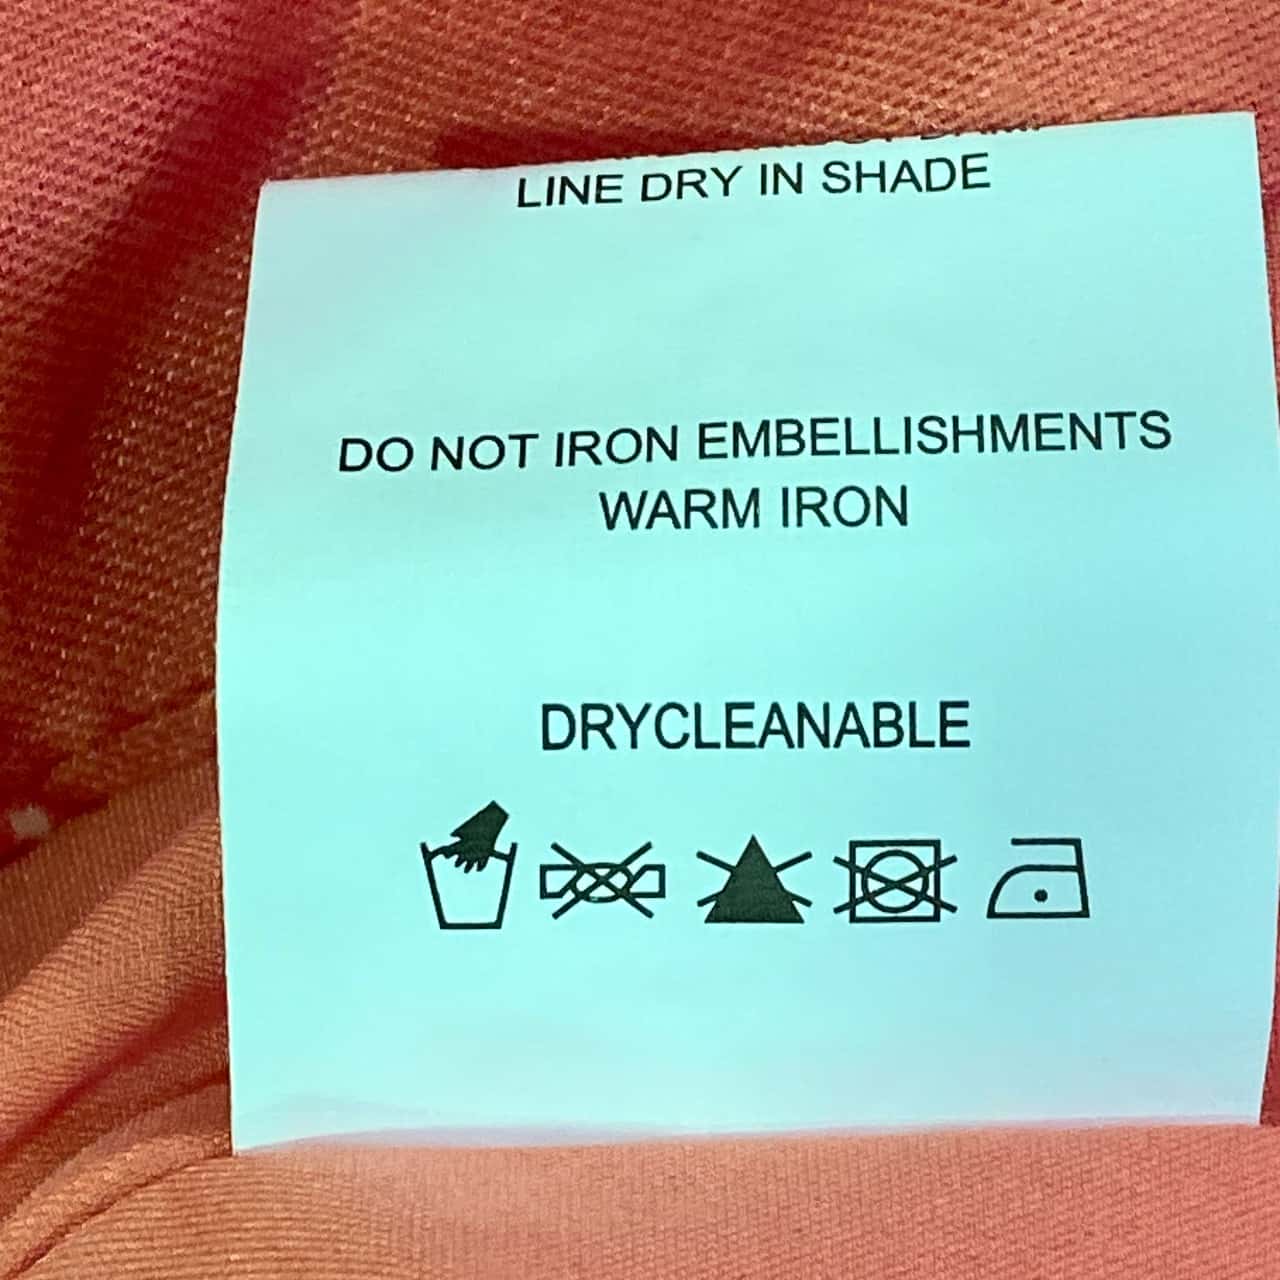 LINE DRY IN SHADE
DO NOT IRON EMBELLISHMENTS
WARM IRON
DRYCLEANABLE